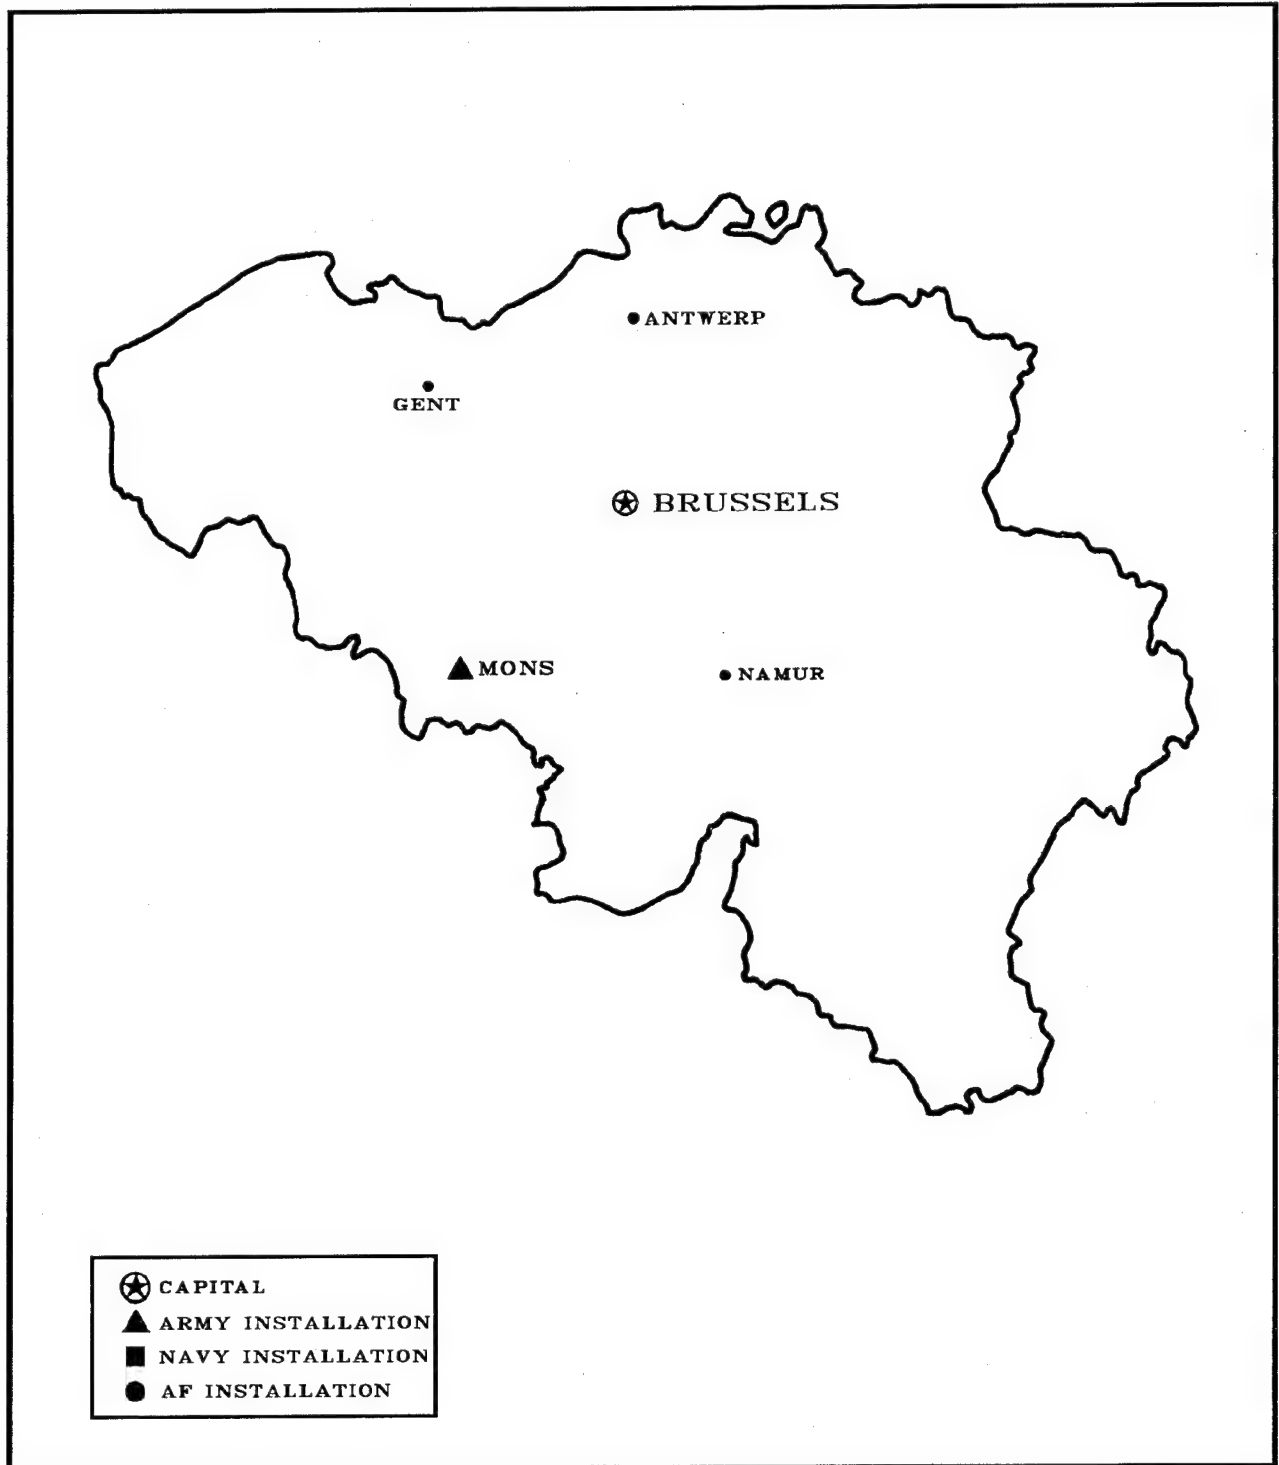 ANTWERP
GENT
BRUSSELS
MONS
NAMUR
CAPITAL
ARMY INSTALLATION
NAVY INSTALLATION
AF INSTALLATION